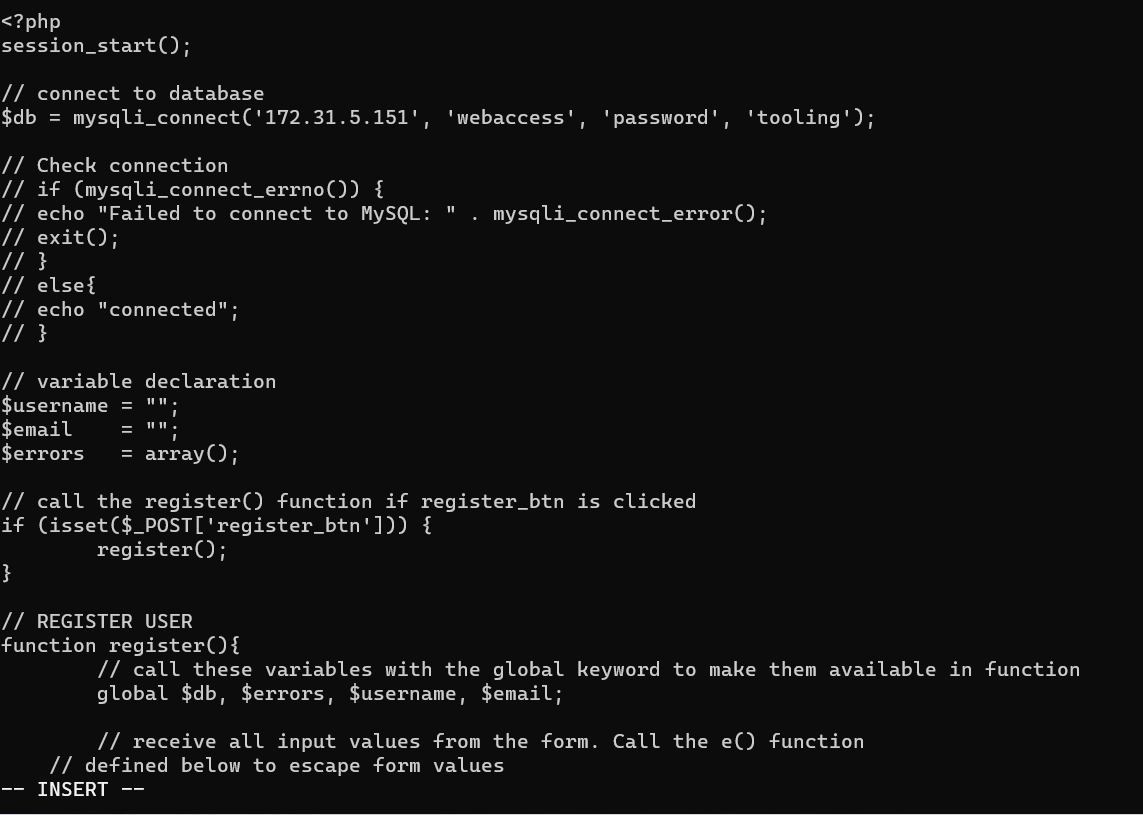 <?php
session_start();
// connect to database
$db = mysqli_connect('172.31.5.151', 'webaccess', 'password', 'tooling');
// Check connection
// if (mysqli_connect_errno()) {
// echo "Failed to connect to MySQL: " . mysqli_connect_error();
// exit();
// }
// else{
// echo "connected";
// }
// variable declaration
$username = "";
$email    = "";
$errors   = array();
// call the register() function if register_btn is clicked
if (isset($_POST['register_btn'])) {
        register();
}
// REGISTER USER
function register(){
        // call these variables with the global keyword to make them available in function
        global $db, $errors, $username, $email;
        // receive all input values from the form. Call the e() function
    // defined below to escape form values
-- INSERT --